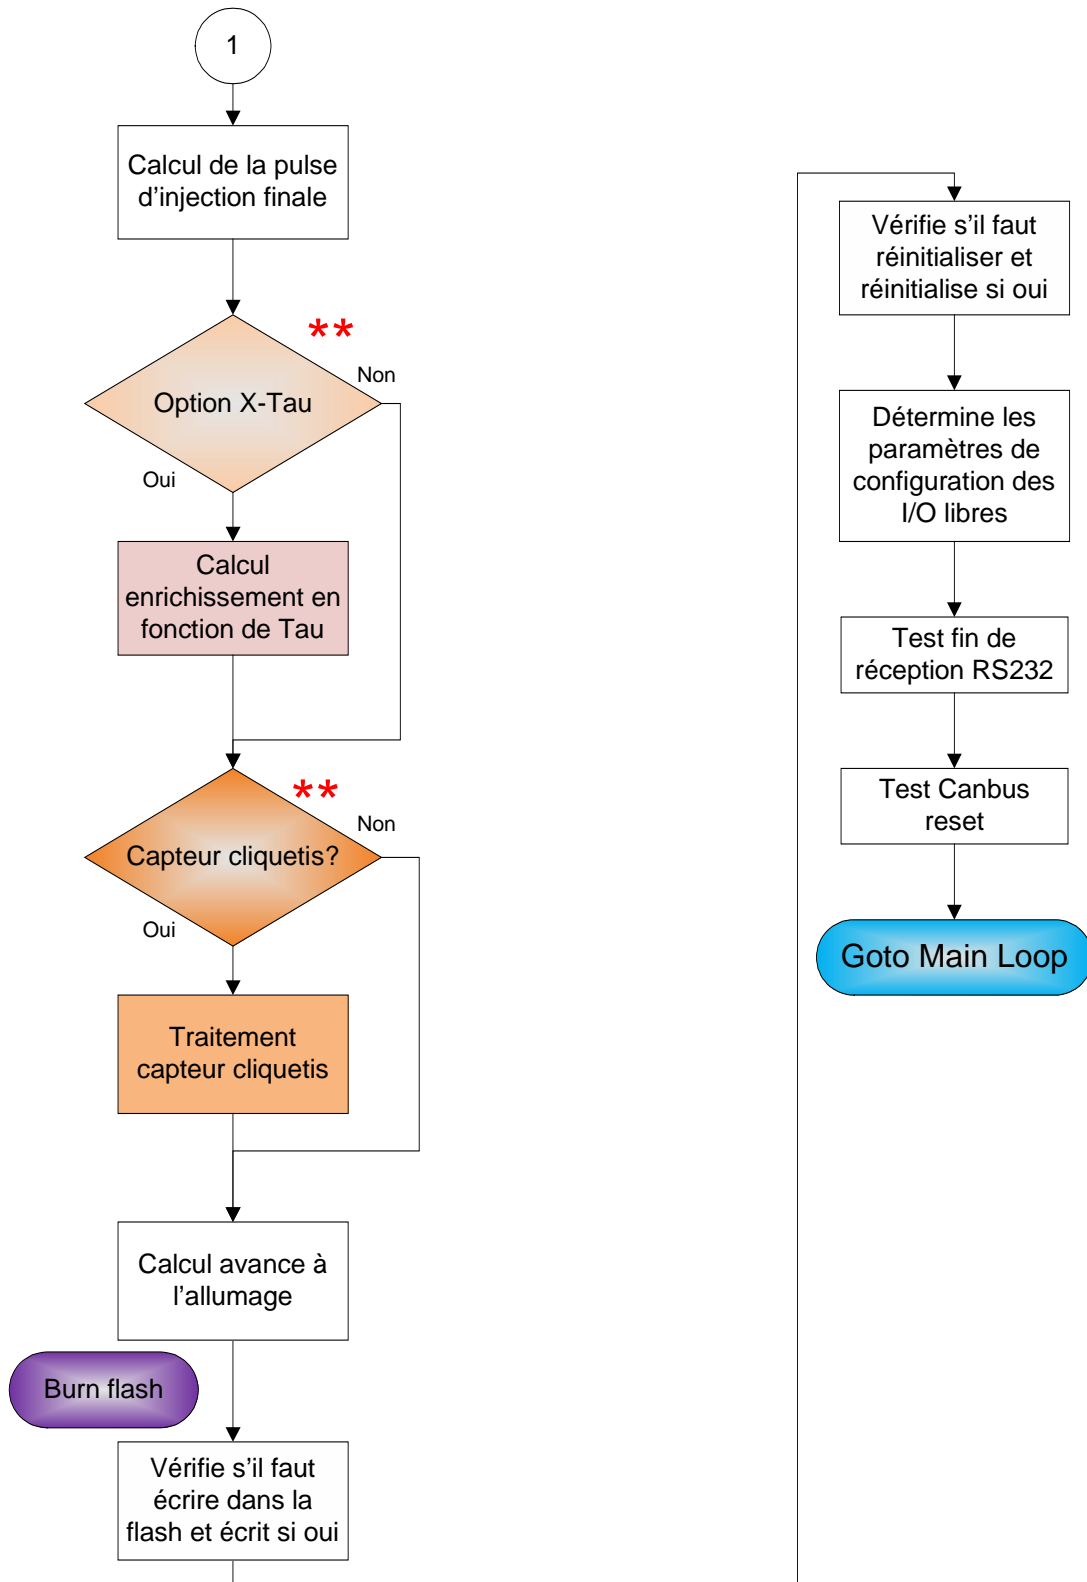 1
Calcul de la pulse
d’injection finale
**
Non
Option X-Tau
Oui
Calcul
enrichissement en
fonction de Tau
**
Non
Capteur cliquetis?
Oui
Traitement
capteur cliquetis
Calcul avance à
l’allumage
Burn flash
Vérifie s’il faut
écrire dans la
flash et écrit si oui
Vérifie s’il faut
réinitialiser et
réinitialise si oui
Détermine les
paramètres de
configuration des
I/O libres
Test fin de
réception RS232
Test Canbus
reset
Goto Main Loop